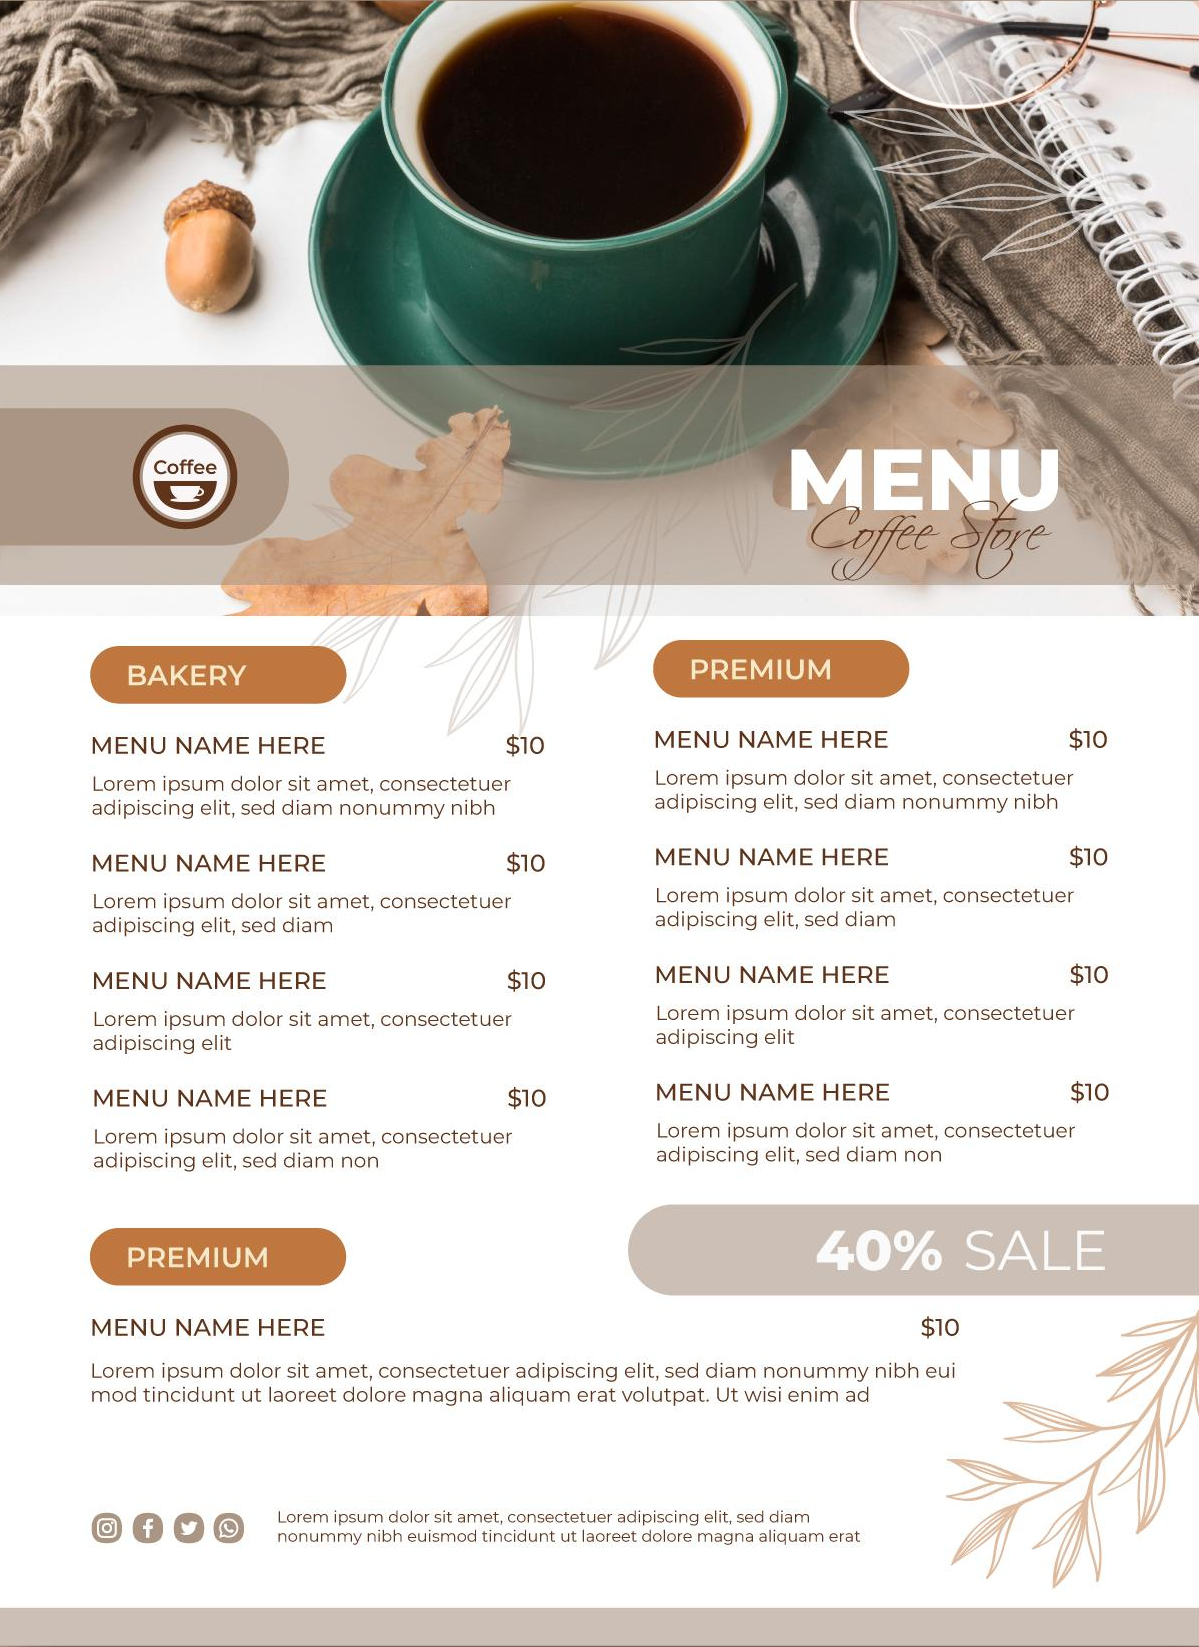 Coffee
MENU
Coffee Store
BAKERY
MENU NAME HERE $10
Lorem ipsum dolor sit amet, consectetuer
adipiscing elit, sed diam nonummy nibh
MENU NAME HERE $10
Lorem ipsum dolor sit amet, consectetuer
adipiscing elit, sed diam
MENU NAME HERE $10
Lorem ipsum dolor sit amet, consectetuer
adipiscing elit
MENU NAME HERE $10
Lorem ipsum dolor sit amet, consectetuer
adipiscing elit, sed diam non
PREMIUM
MENU NAME HERE $10
Lorem ipsum dolor sit amet, consectetuer
adipiscing elit, sed diam nonummy nibh
MENU NAME HERE $10
Lorem ipsum dolor sit amet, consectetuer
adipiscing elit, sed diam
MENU NAME HERE $10
Lorem ipsum dolor sit amet, consectetuer
adipiscing elit
MENU NAME HERE $10
Lorem ipsum dolor sit amet, consectetuer
adipiscing elit, sed diam non
40% SALE
PREMIUM
MENU NAME HERE $10
Lorem ipsum dolor sit amet, consectetuer adipiscing elit, sed diam nonummy nibh eui
mod tincidunt ut laoreet dolore magna aliquam erat volutpat. Ut wisi enim ad
Lorem ipsum dolor sit amet, consectetuer adipiscing elit, sed diam
nonummy nibh euismod tincidunt ut laoreet dolore magna aliquam erat